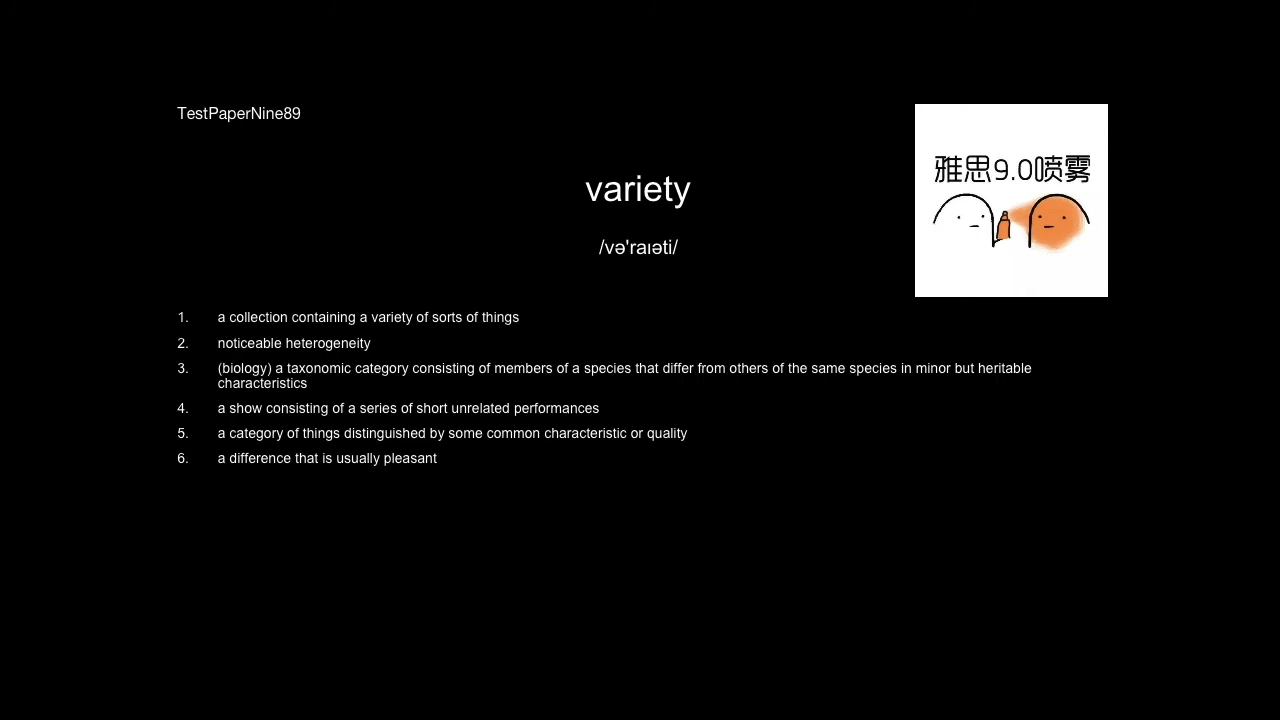 TestPaperNine89
雅思9.0喷雾
variety
/və'raɪəti/
1. a collection containing a variety of sorts of things
2. noticeable heterogeneity
3. (biology) a taxonomic category consisting of members of a species that differ from others of the same species in minor but heritable
characteristics
4. a show consisting of a series of short unrelated performances
5. a category of things distinguished by some common characteristic or quality
6. a difference that is usually pleasant